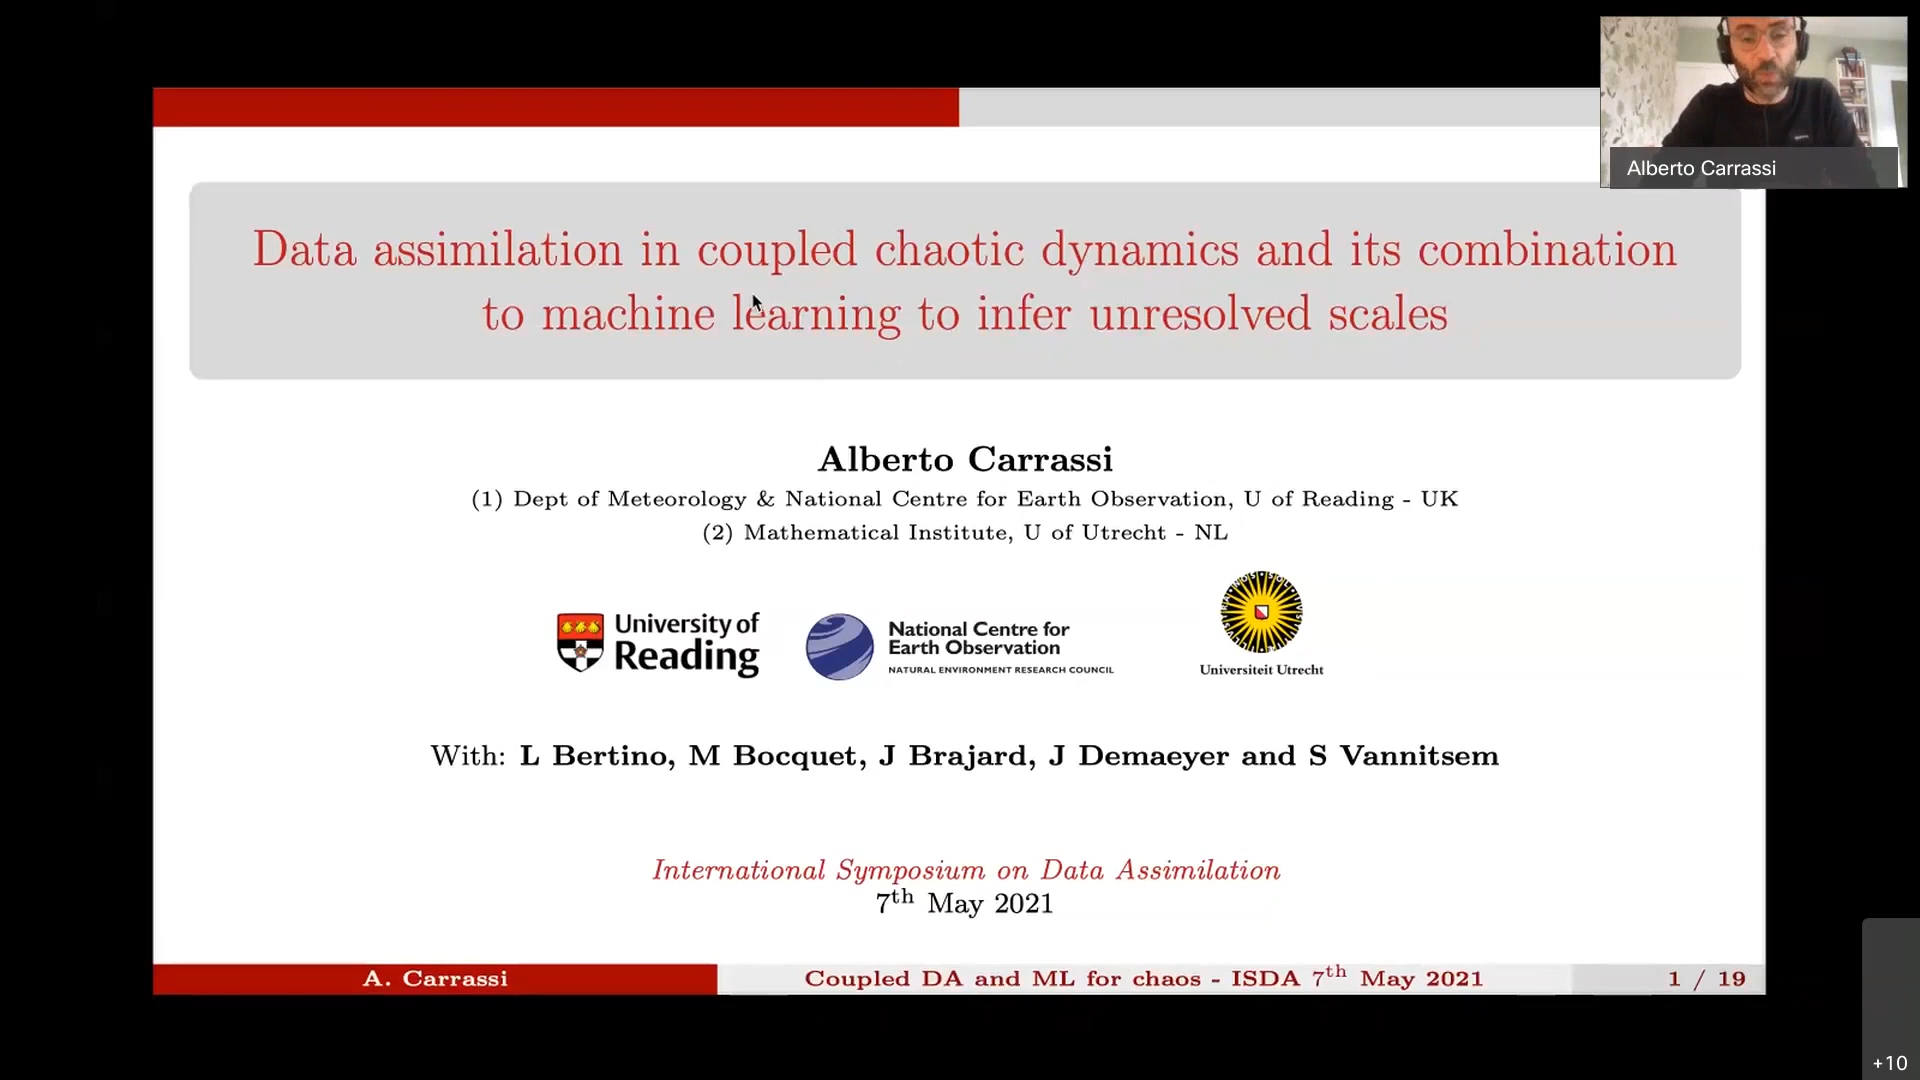 Alberto Carrassi
Data assimilation in coupled chaotic dynamics and its combination
to machine learning to infer unresolved scales
Alberto Carrassi
(1) Dept of Meteorology & National Centre for Earth Observation, U of Reading - UK
(2) Mathematical Institute, U of Utrecht - NL
University of
Reading
National Centre for
Earth Observation
NATURAL ENVIRONMENT RESEARCH COUNCIL
Universiteit Utrecht
With: L Bertino, M Bocquet, J Brajard, J Demaeyer and S Vannitsem
International Symposium on Data Assimilation
7th May 2021
A. Carrassi
Coupled DA and ML for chaos - ISDA 7th May 2021
1 / 19
+10